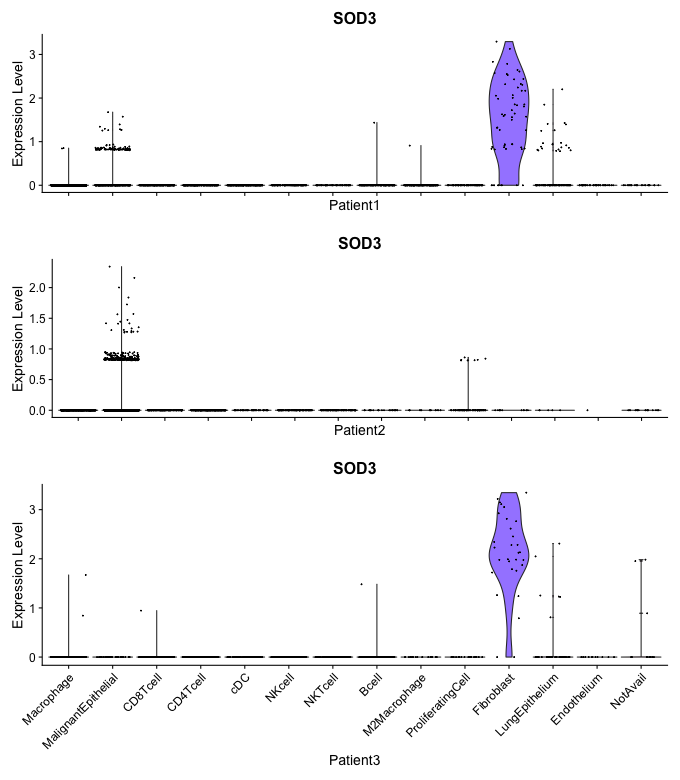 SOD3
Expression Level
3
2
1
0
Patient1
SOD3
Expression Level
2.0
1.5
1.0
0.5
0.0
Patient2
SOD3
Expression Level
3
2
1
0
Macrophage
MalignantEpithelial
CD8Tcell
CD4Tcell
cDC
NKcell
NKTcell
Bcell
M2Macrophage
ProliferatingCell
Fibroblast
LungEpithelium
Endothelium
NotAvail
Patient3